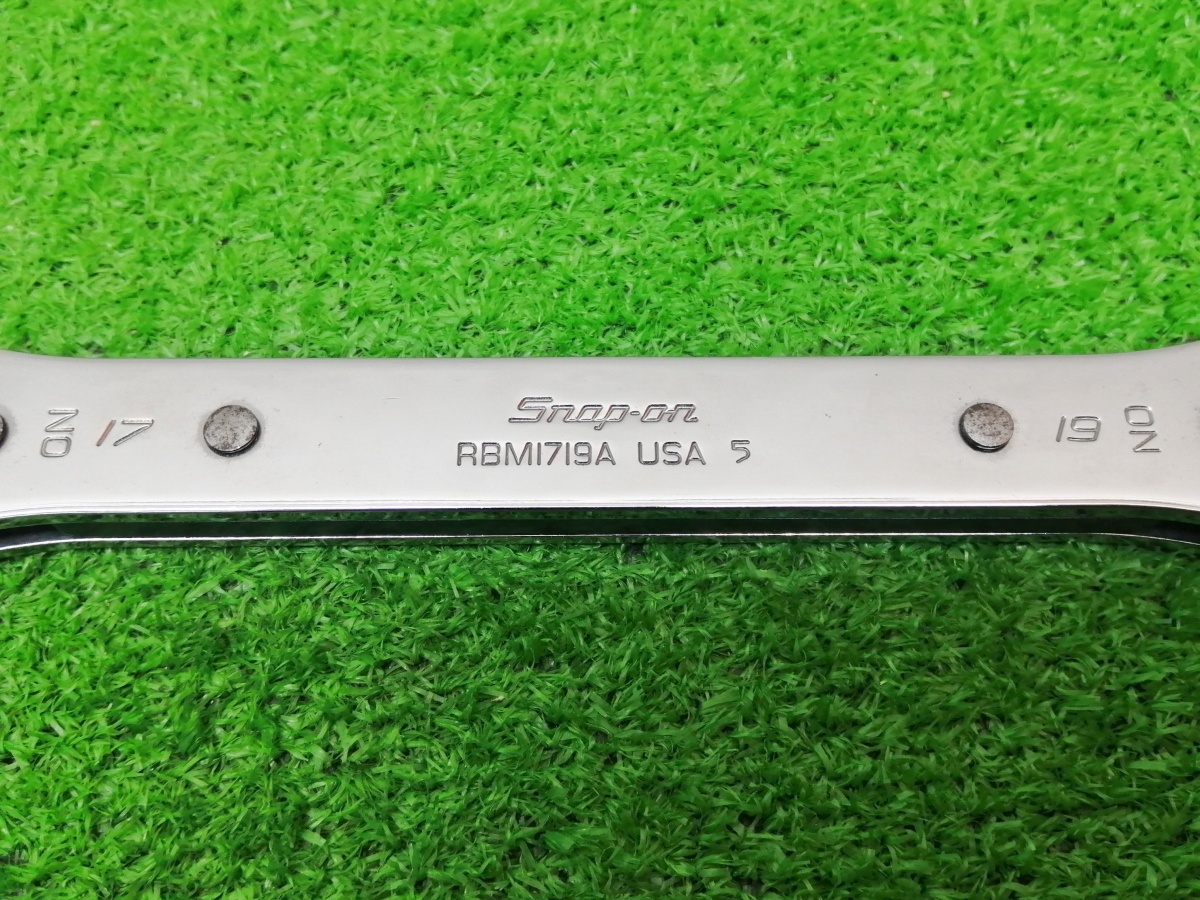 Snap-on
RBM1719A USA 5
ON 17
19 ON